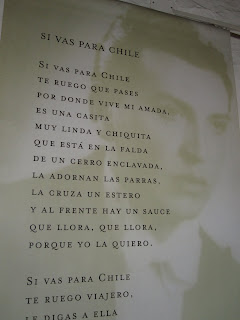 SI VAS PARA CHILE
SI VAS PARA CHILE
TE RUEGO QUE PASES
POR DONDE VIVE MI AMADA,
ES UNA CASITA
MUY LINDA Y CHIQUITA
QUE ESTÁ EN LA FALDA
DE UN CERRO ENCLAVADA,
LA ADORNAN LAS PARRAS,
LA CRUZA UN ESTERO
Y AL FRENTE HAY UN SAUCE
QUE LLORA, QUE LLORA,
PORQUE YO LA QUIERO.
SI VAS PARA CHILE
TE RUEGO VIAJERO,
LE DIGAS A ELLA